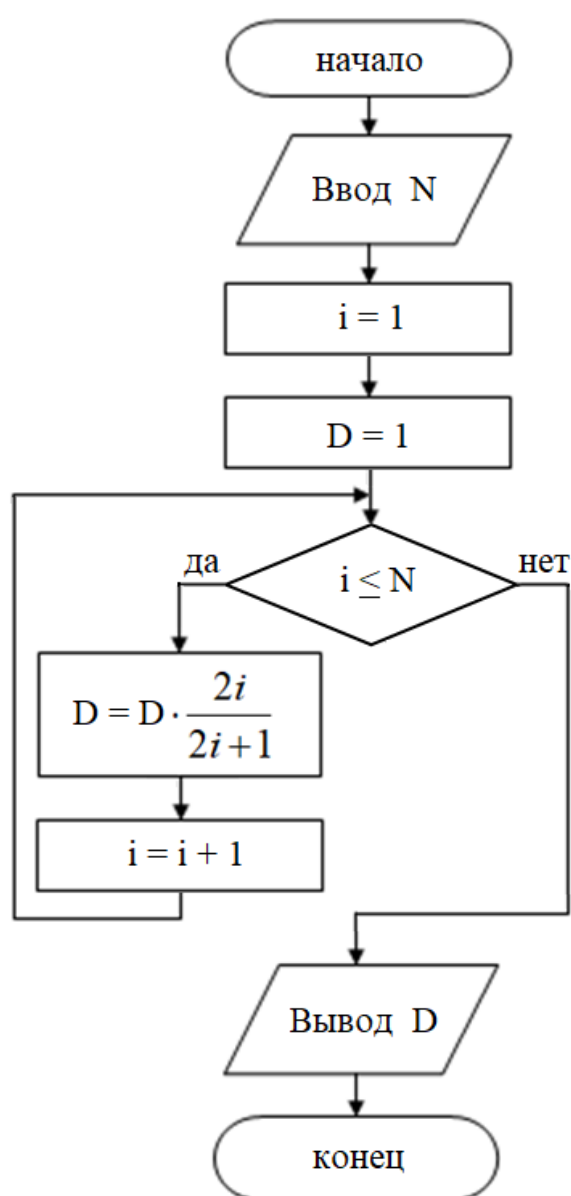 начало
Ввод N
i = 1
D = 1
да
i ≤ N
нет
D = D · 2i / 2i + 1
i = i + 1
Вывод D
конец